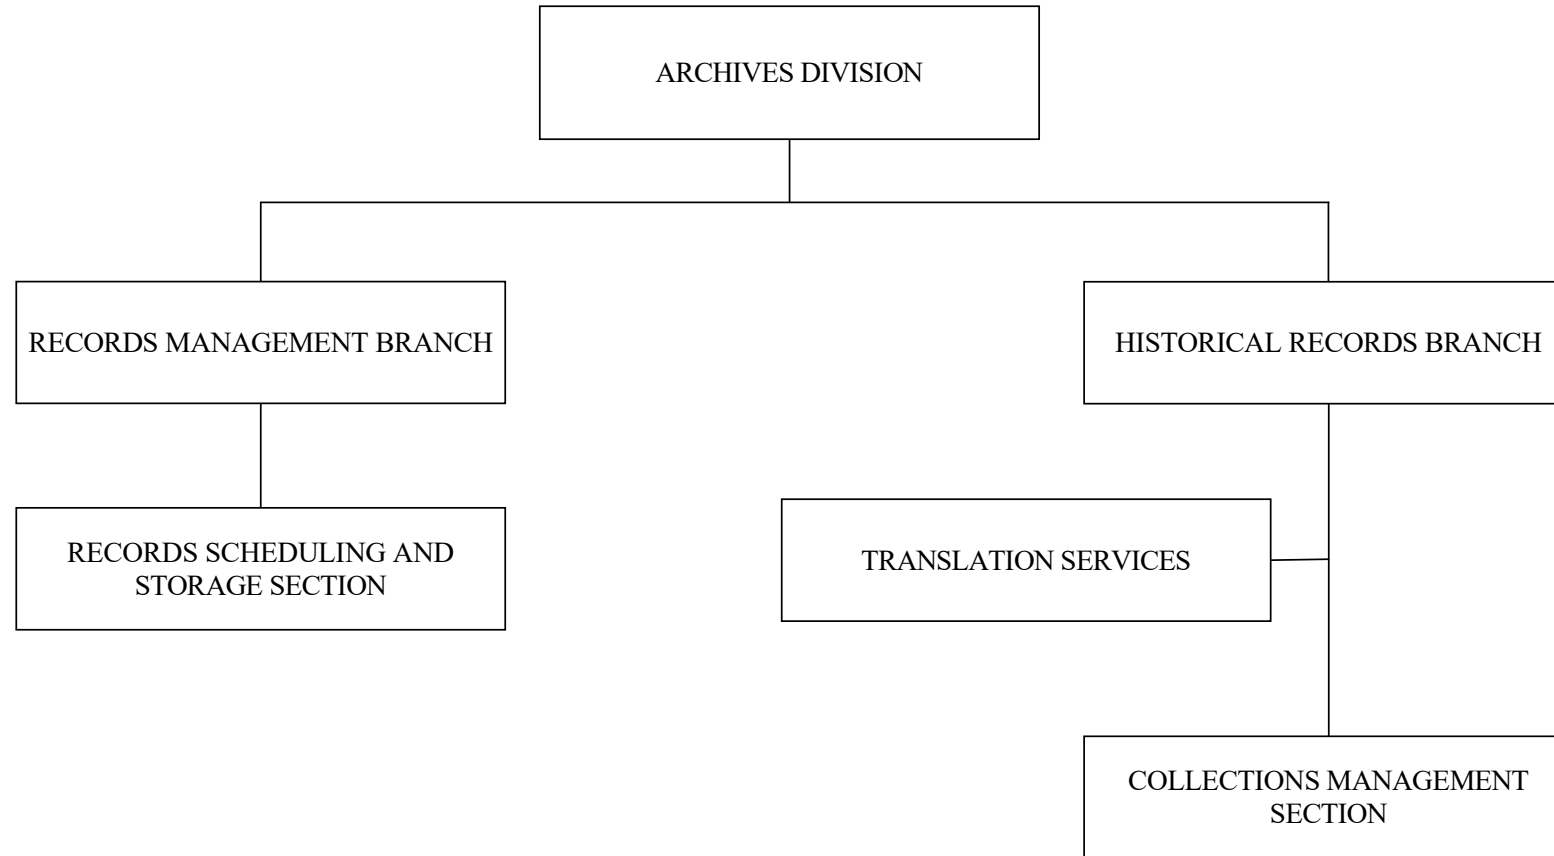 ARCHIVES DIVISION
RECORDS MANAGEMENT BRANCH
HISTORICAL RECORDS BRANCH
RECORDS SCHEDULING AND
STORAGE SECTION
TRANSLATION SERVICES
COLLECTIONS MANAGEMENT
SECTION